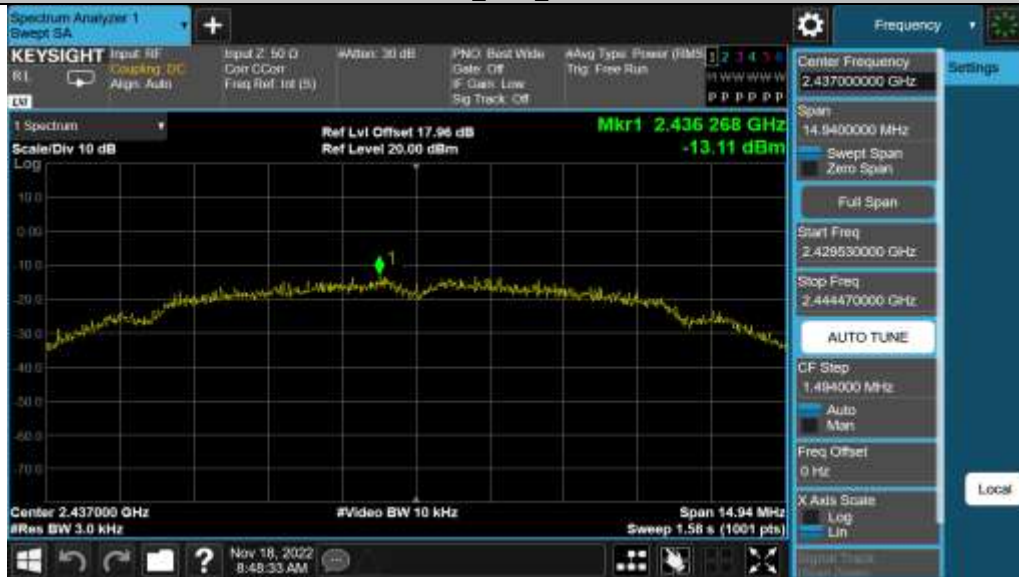 Spectrum Analyzer 1
Swept SA
+
Frequency
KEYSIGHT
Input: RF
Coupling: DC
Align: Auto
RL
LXI
Input Z: 50 Ω
Corr CCorr
Freq Ref: Int (S)
#Atten: 30 dB
PNO: Best Wide
Gate: Off
IF Gain: Low
Sig Track: Off
#Avg Type: Power (RMS)
Trig: Free Run
1 2 3 4 5 6
M W W W W W
P P P P P P
Center Frequency
2.437000000 GHz
Settings
Span
14.9400000 MHz
Swept Span
Zero Span
Full Span
Start Freq
2.429530000 GHz
Stop Freq
2.444470000 GHz
AUTO TUNE
CF Step
1.494000 MHz
Auto
Man
Freq Offset
0 Hz
X Axis Scale
Log
Lin
Signal Track
Local
1 Spectrum
Scale/Div 10 dB
Ref Lvl Offset 17.96 dB
Ref Level 20.00 dBm
Mkr1 2.436 268 GHz
-13.11 dBm
Log
10.0
0.00
-10.0
-20.0
-30.0
-40.0
-50.0
-60.0
-70.0
1
Center 2.437000 GHz
#Res BW 3.0 kHz
#Video BW 10 kHz
Span 14.94 MHz
Sweep 1.58 s (1001 pts)
?
Nov 18, 2022
8:48:33 AM